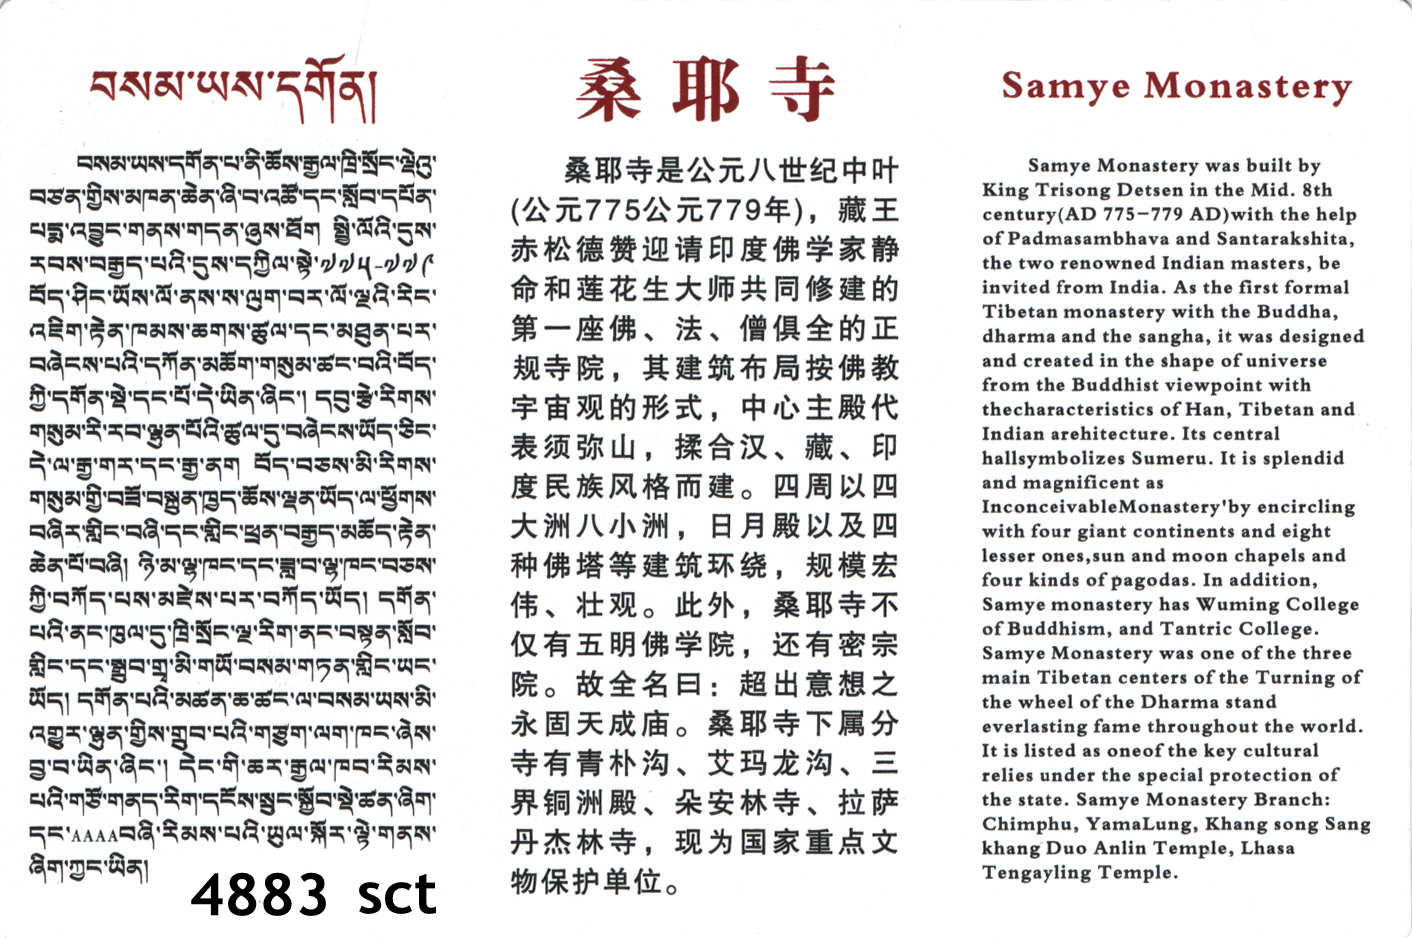 བསམ་ཡས་དགོན།
བསམ་ཡས་དགོན་པ་ནི་ཆོས་རྒྱལ་ཁྲི་སྲོང་ལྡེའུ་
བཙན་གྱིས་མཁན་ཆེན་ཞི་བ་འཚོ་དང་སློབ་དཔོན་
པདྨ་འབྱུང་གནས་གདན་ཞུས་ཐོག སྤྱི་ལོའི་དུས་
རབས་བརྒྱད་པའི་དུས་དཀྱིལ་སྟེ་༧༧༥-༧༧༩
བོད་ཤིང་ཡོས་ལོ་ནས་ས་ལུག་བར་ལོ་ལྔའི་རིང་
འཇིག་རྟེན་ཁམས་ཆགས་ཚུལ་དང་མཐུན་པར་
བཞེངས་པའི་དཀོན་མཆོག་གསུམ་ཚང་བའི་བོད་
ཀྱི་དགོན་སྡེ་དང་པོ་དེ་ཡིན་ཞིང་། དབུ་རྩེ་རིགས་
གསུམ་རི་རབ་ལྷུན་པོའི་ཚུལ་དུ་བཞེངས་ཡོད་ཅིང་
དེ་ལ་རྒྱ་གར་དང་རྒྱ་ནག བོད་བཅས་མི་རིགས་
གསུམ་གྱི་བཟོ་བསྐྲུན་ཁྱད་ཆོས་ལྡན་ཡོད་ལ་ཕྱོགས་
བཞིར་གླིང་བཞི་དང་གླིང་ཕྲན་བརྒྱད་མཆོད་རྟེན་
ཆེན་པོ་བཞི། ཉི་མ་ལྷ་ཁང་དང་ཟླ་བ་ལྷ་ཁང་བཅས་
ཀྱི་བཀོད་པས་མཛེས་པར་བཀོད་ཡོད། དགོན་
པའི་ནང་ཁུལ་དུ་ཁྲི་སྲོང་ལྔ་རིག་ནང་བསྟན་སློབ་
གླིང་དང་སྒྲུབ་གྲྭ་མི་གཡོ་བསམ་གཏན་གླིང་ཡང་
ཡོད། དགོན་པའི་མཚན་ཆ་ཚང་ལ་བསམ་ཡས་མི་
འགྱུར་ལྷུན་གྱིས་གྲུབ་པའི་གཙུག་ལག་ཁང་ཞེས་
བྱ་བ་ཡིན་ཞིང་། དེང་གི་ཆར་རྒྱལ་ཁབ་རིམས་
པའི་གཙོ་གནད་རིག་དངོས་སྲུང་སྐྱོབ་སྡེ་ཚན་ཞིག་
དང་AAAAབཞི་རིམས་པའི་ཡུལ་སྐོར་ལྟེ་གནས་
ཞིག་ཀྱང་ཡིན།
桑耶寺
桑耶寺是公元八世纪中叶
(公元775公元779年)，藏王
赤松德赞迎请印度佛学家静
命和莲花生大师共同修建的
第一座佛、法、僧俱全的正
规寺院，其建筑布局按佛教
宇宙观的形式，中心主殿代
表须弥山，揉合汉、藏、印
度民族风格而建。四周以四
大洲八小洲，日月殿以及四
种佛塔等建筑环绕，规模宏
伟、壮观。此外，桑耶寺不
仅有五明佛学院，还有密宗
院。故全名曰：超出意想之
永固天成庙。桑耶寺下属分
寺有青朴沟、艾玛龙沟、三
界铜洲殿、朵安林寺、拉萨
丹杰林寺，现为国家重点文
物保护单位。
Samye Monastery
Samye Monastery was built by
King Trisong Detsen in the Mid. 8th
century(AD 775-779 AD)with the help
of Padmasambhava and Santarakshita,
the two renowned Indian masters, be
invited from India. As the first formal
Tibetan monastery with the Buddha,
dharma and the sangha, it was designed
and created in the shape of universe
from the Buddhist viewpoint with
thecharacteristics of Han, Tibetan and
Indian arehitecture. Its central
hallsymbolizes Sumeru. It is splendid
and magnificent as
InconceivableMonastery'by encircling
with four giant continents and eight
lesser ones,sun and moon chapels and
four kinds of pagodas. In addition,
Samye monastery has Wuming College
of Buddhism, and Tantric College.
Samye Monastery was one of the three
main Tibetan centers of the Turning of
the wheel of the Dharma stand
everlasting fame throughout the world.
It is listed as oneof the key cultural
relies under the special protection of
the state. Samye Monastery Branch:
Chimphu, YamaLung, Khang song Sang
khang Duo Anlin Temple, Lhasa
Tengayling Temple.
4883 sct